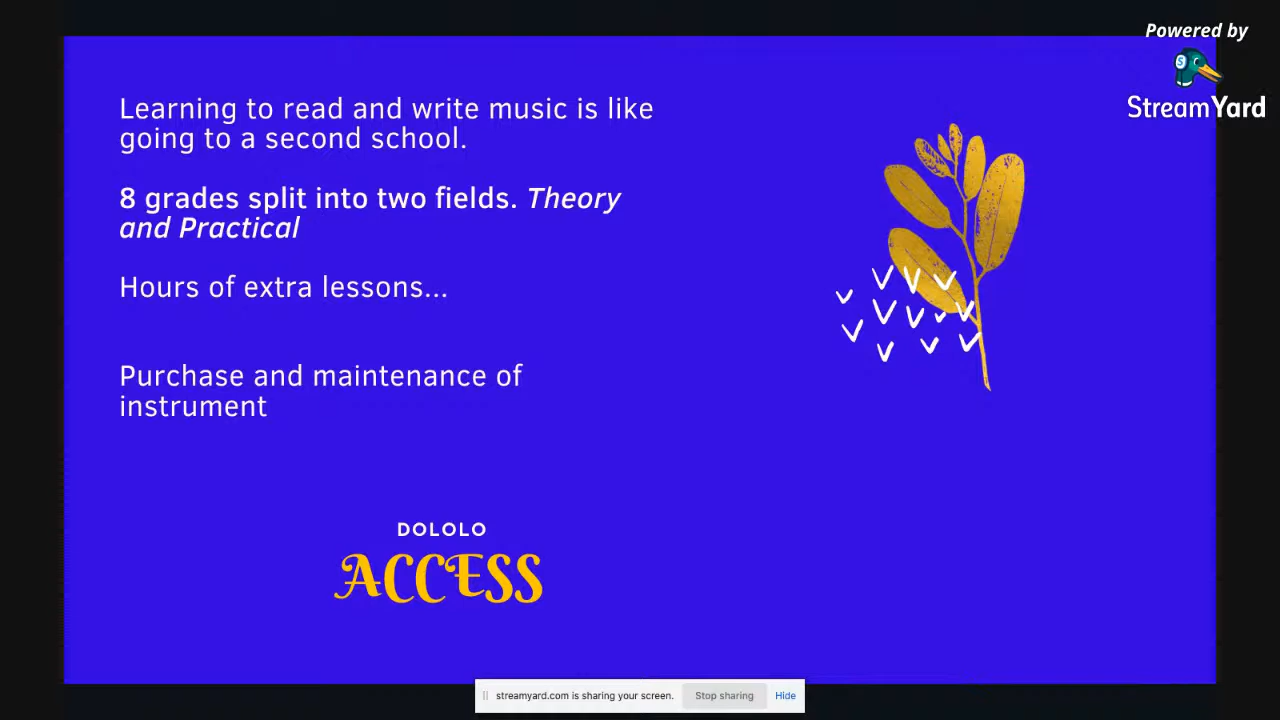 Powered by
StreamYard
Learning to read and write music is like
going to a second school.
8 grades split into two fields. Theory
and Practical
Hours of extra lessons...
Purchase and maintenance of
instrument
DOLOLO
ACCESS
streamyard.com is sharing your screen. Stop sharing Hide